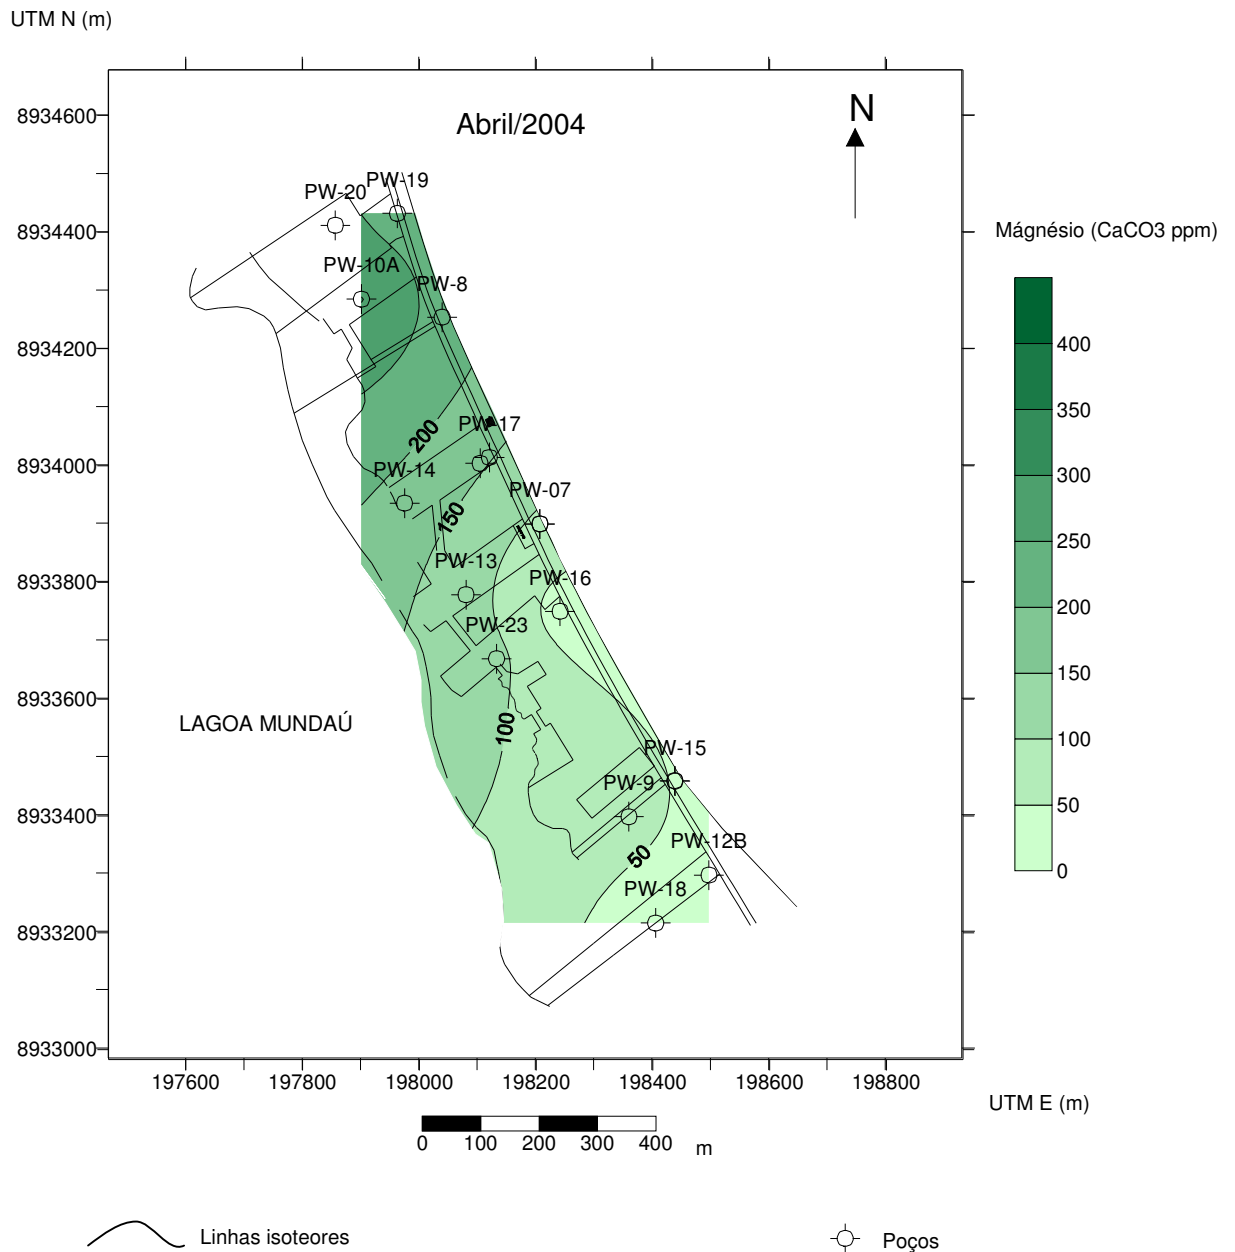 UTM N (m)
Abril/2004
N
8934600
8934400
8934200
8934000
8933800
8933600
8933400
8933200
8933000
PW-20
PW-19
PW-10A
PW-8
PW-17
PW-14
PW-07
PW-13
PW-16
PW-23
PW-15
PW-9
PW-12B
PW-18
200
150
100
50
LAGOA MUNDAÚ
Mágnésio (CaCO3 ppm)
400
350
300
250
200
150
100
50
0
197600 197800 198000 198200 198400 198600 198800
UTM E (m)
0 100 200 300 400 m
Linhas isoteores
Poços